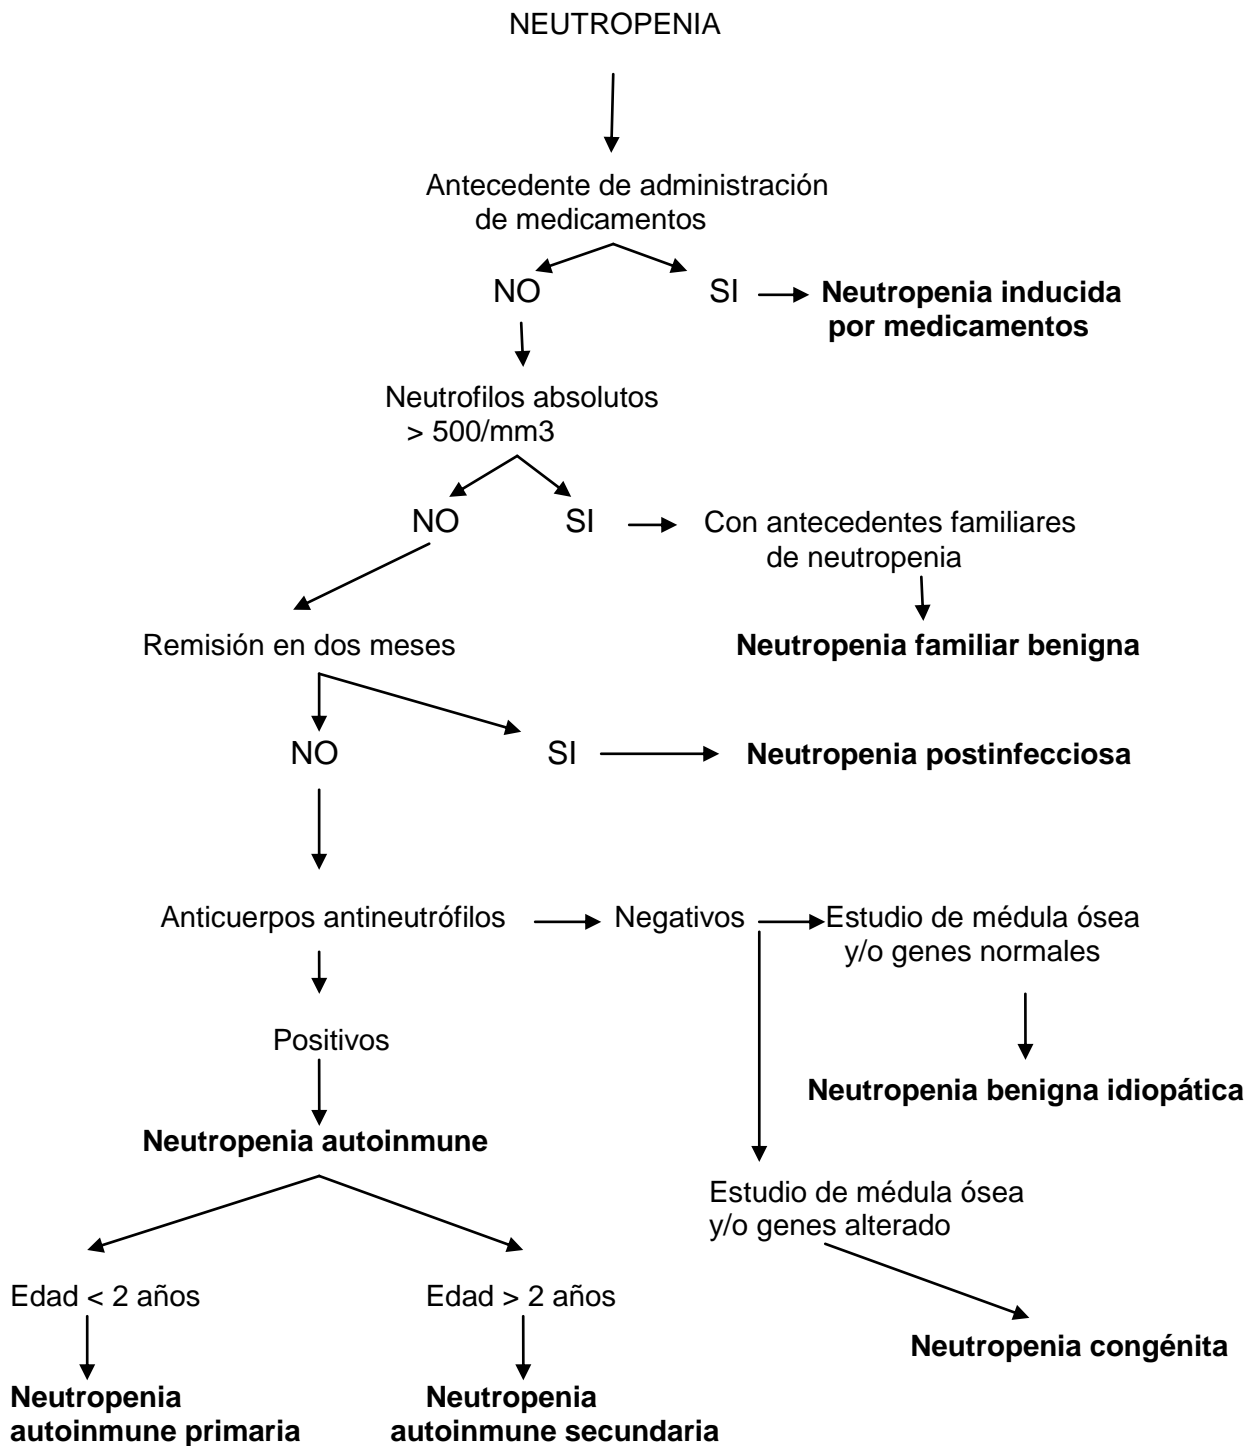 NEUTROPENIA
Antecedente de administración
de medicamentos
NO
SI
Neutropenia inducida
por medicamentos
Neutrofilos absolutos
> 500/mm3
NO
SI
Con antecedentes familiares
de neutropenia
Remisión en dos meses
Neutropenia familiar benigna
NO
SI
Neutropenia postinfecciosa
Anticuerpos antineutrófilos
Negativos
Estudio de médula ósea
y/o genes normales
Positivos
Neutropenia benigna idiopática
Neutropenia autoinmune
Estudio de médula ósea
y/o genes alterado
Edad < 2 años
Edad > 2 años
Neutropenia congénita
Neutropenia
autoinmune primaria
Neutropenia
autoinmune secundaria